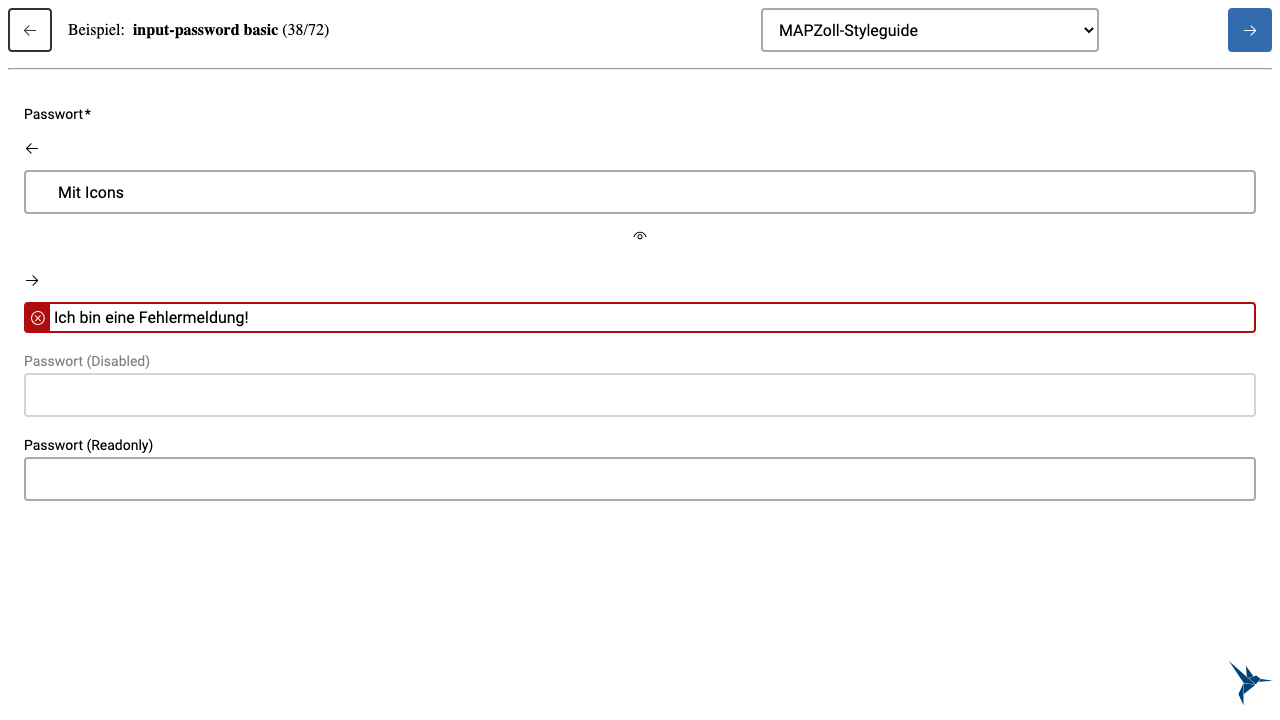 Beispiel: input-password basic (38/72)
MAPZoll-Styleguide
Passwort*
Mit Icons
Ich bin eine Fehlermeldung!
Passwort (Disabled)
Passwort (Readonly)